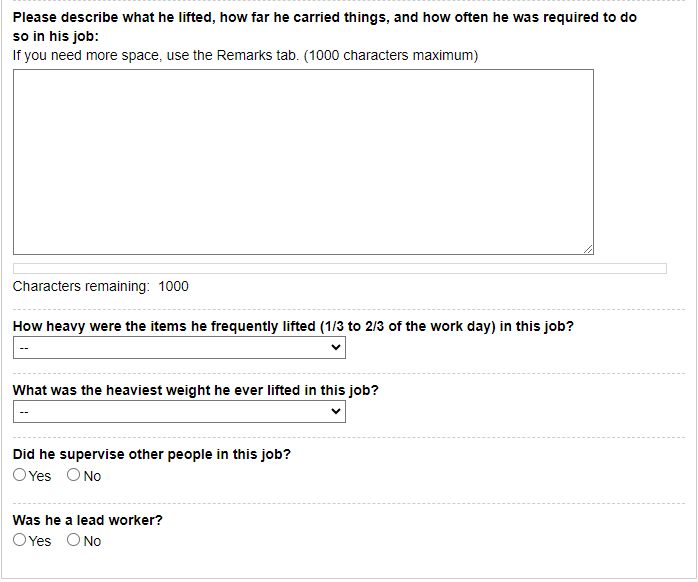 Please describe what he lifted, how far he carried things, and how often he was required to do
so in his job:
If you need more space, use the Remarks tab. (1000 characters maximum)
Characters remaining: 1000
How heavy were the items he frequently lifted (1/3 to 2/3 of the work day) in this job?
--
What was the heaviest weight he ever lifted in this job?
--
Did he supervise other people in this job?
Yes No
Was he a lead worker?
Yes No